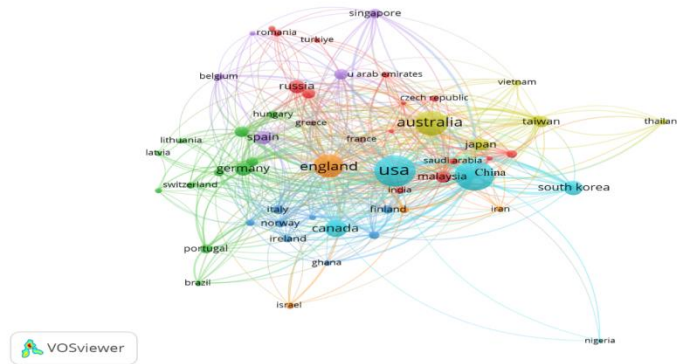 singapore
romania
turkiye
belgium
u arab emirates
russia
vietnam
czech republic
hungary
greece
australia
taiwan
thailan
lithuania
spain
france
japan
latvia
germany
england
usa
saudi arabia
malaysia
China
switzerland
india
south korea
italy
finland
iran
norway
canada
ireland
portugal
ghana
brazil
israel
nigeria
VOSviewer